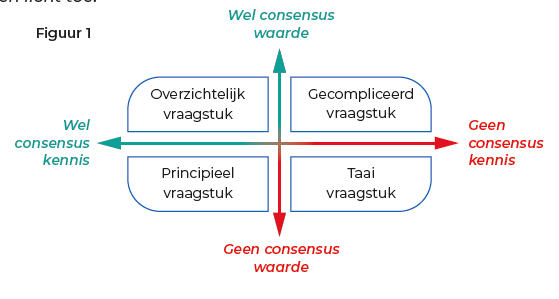 Figuur 1
Wel consensus
waarde
Overzichtelijk
vraagstuk
Gecompliceerd
vraagstuk
Wel
consensus
kennis
Geen
consensus
kennis
Principieel
vraagstuk
Taai
vraagstuk
Geen consensus
waarde